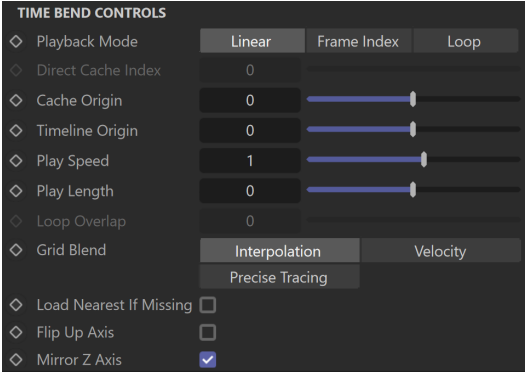 TIME BEND CONTROLS
Playback Mode Linear Frame Index Loop
Direct Cache Index 0
Cache Origin 0
Timeline Origin 0
Play Speed 1
Play Length 0
Loop Overlap 0
Grid Blend Interpolation Velocity
Precise Tracing
Load Nearest If Missing
Flip Up Axis
Mirror Z Axis